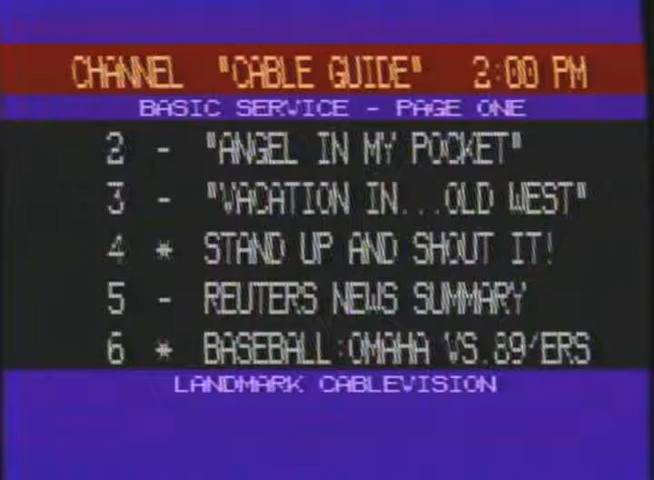 CHANNEL "CABLE GUIDE" 2:00 PM
BASIC SERVICE - PAGE ONE
2 - "ANGEL IN MY POCKET"
3 - "VACATION IN...OLD WEST"
4 * STAND UP AND SHOUT IT!
5 - REUTERS NEWS SUMMARY
6 * BASEBALL:OMAHA VS.89'ERS
LANDMARK CABLEVISION